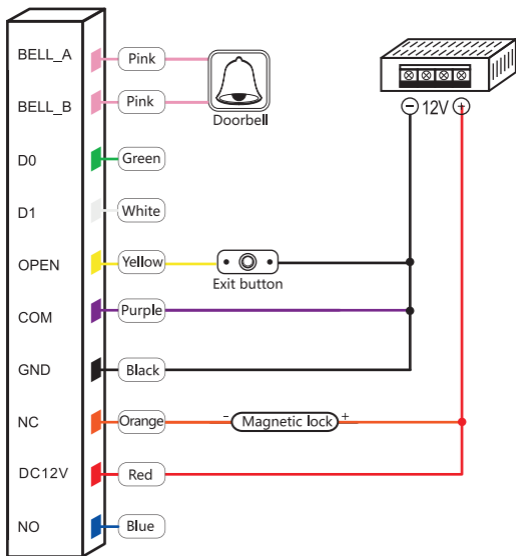 BELL_A Pink
BELL_B Pink
Doorbell
− 12V +
D0 Green
D1 White
OPEN Yellow
Exit button
COM Purple
GND Black
NC Orange - Magnetic lock +
DC12V Red
NO Blue